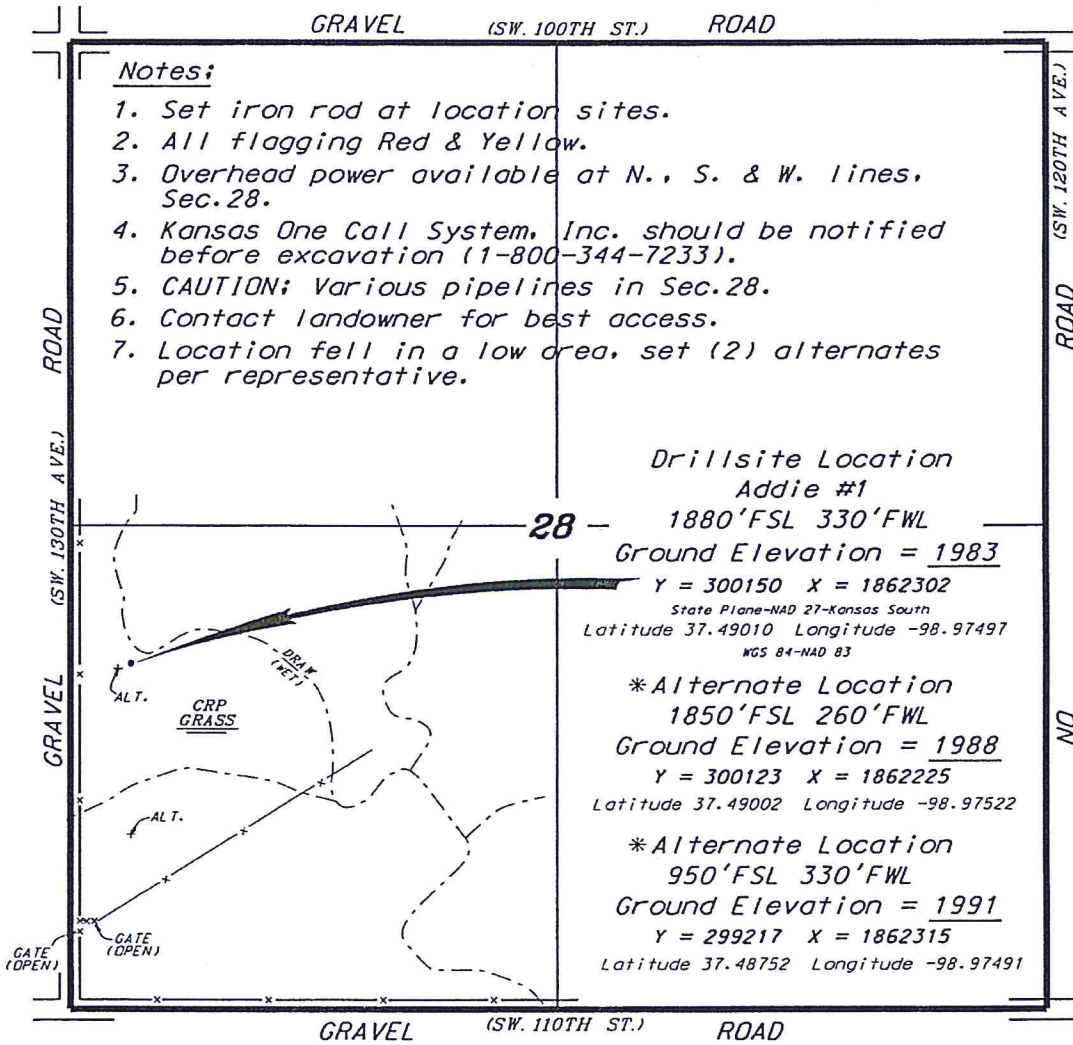 GRAVEL (SW. 100TH ST.) ROAD
Notes:
1. Set iron rod at location sites.
2. All flagging Red & Yellow.
3. Overhead power available at N., S. & W. lines,
Sec.28.
4. Kansas One Call System, Inc. should be notified
before excavation (1-800-344-7233).
5. CAUTION: Various pipelines in Sec.28.
6. Contact landowner for best access.
7. Location fell in a low area, set (2) alternates
per representative.
GRAVEL (SW. 130TH AVE.) ROAD
NO ROAD (SW. 120TH AVE.)
28
Drillsite Location
Addie #1
1880'FSL 330'FWL
Ground Elevation = 1983
Y = 300150 X = 1862302
State Plane-NAD 27-Kansas South
Latitude 37.49010 Longitude -98.97497
WGS 84-NAD 83
*Alternate Location
1850'FSL 260'FWL
Ground Elevation = 1988
Y = 300123 X = 1862225
Latitude 37.49002 Longitude -98.97522
*Alternate Location
950'FSL 330'FWL
Ground Elevation = 1991
Y = 299217 X = 1862315
Latitude 37.48752 Longitude -98.97491
DRAW
(WET)
ALT.
CRP
GRASS
ALT.
GATE
(OPEN)
GATE
(OPEN)
GRAVEL (SW. 110TH ST.) ROAD